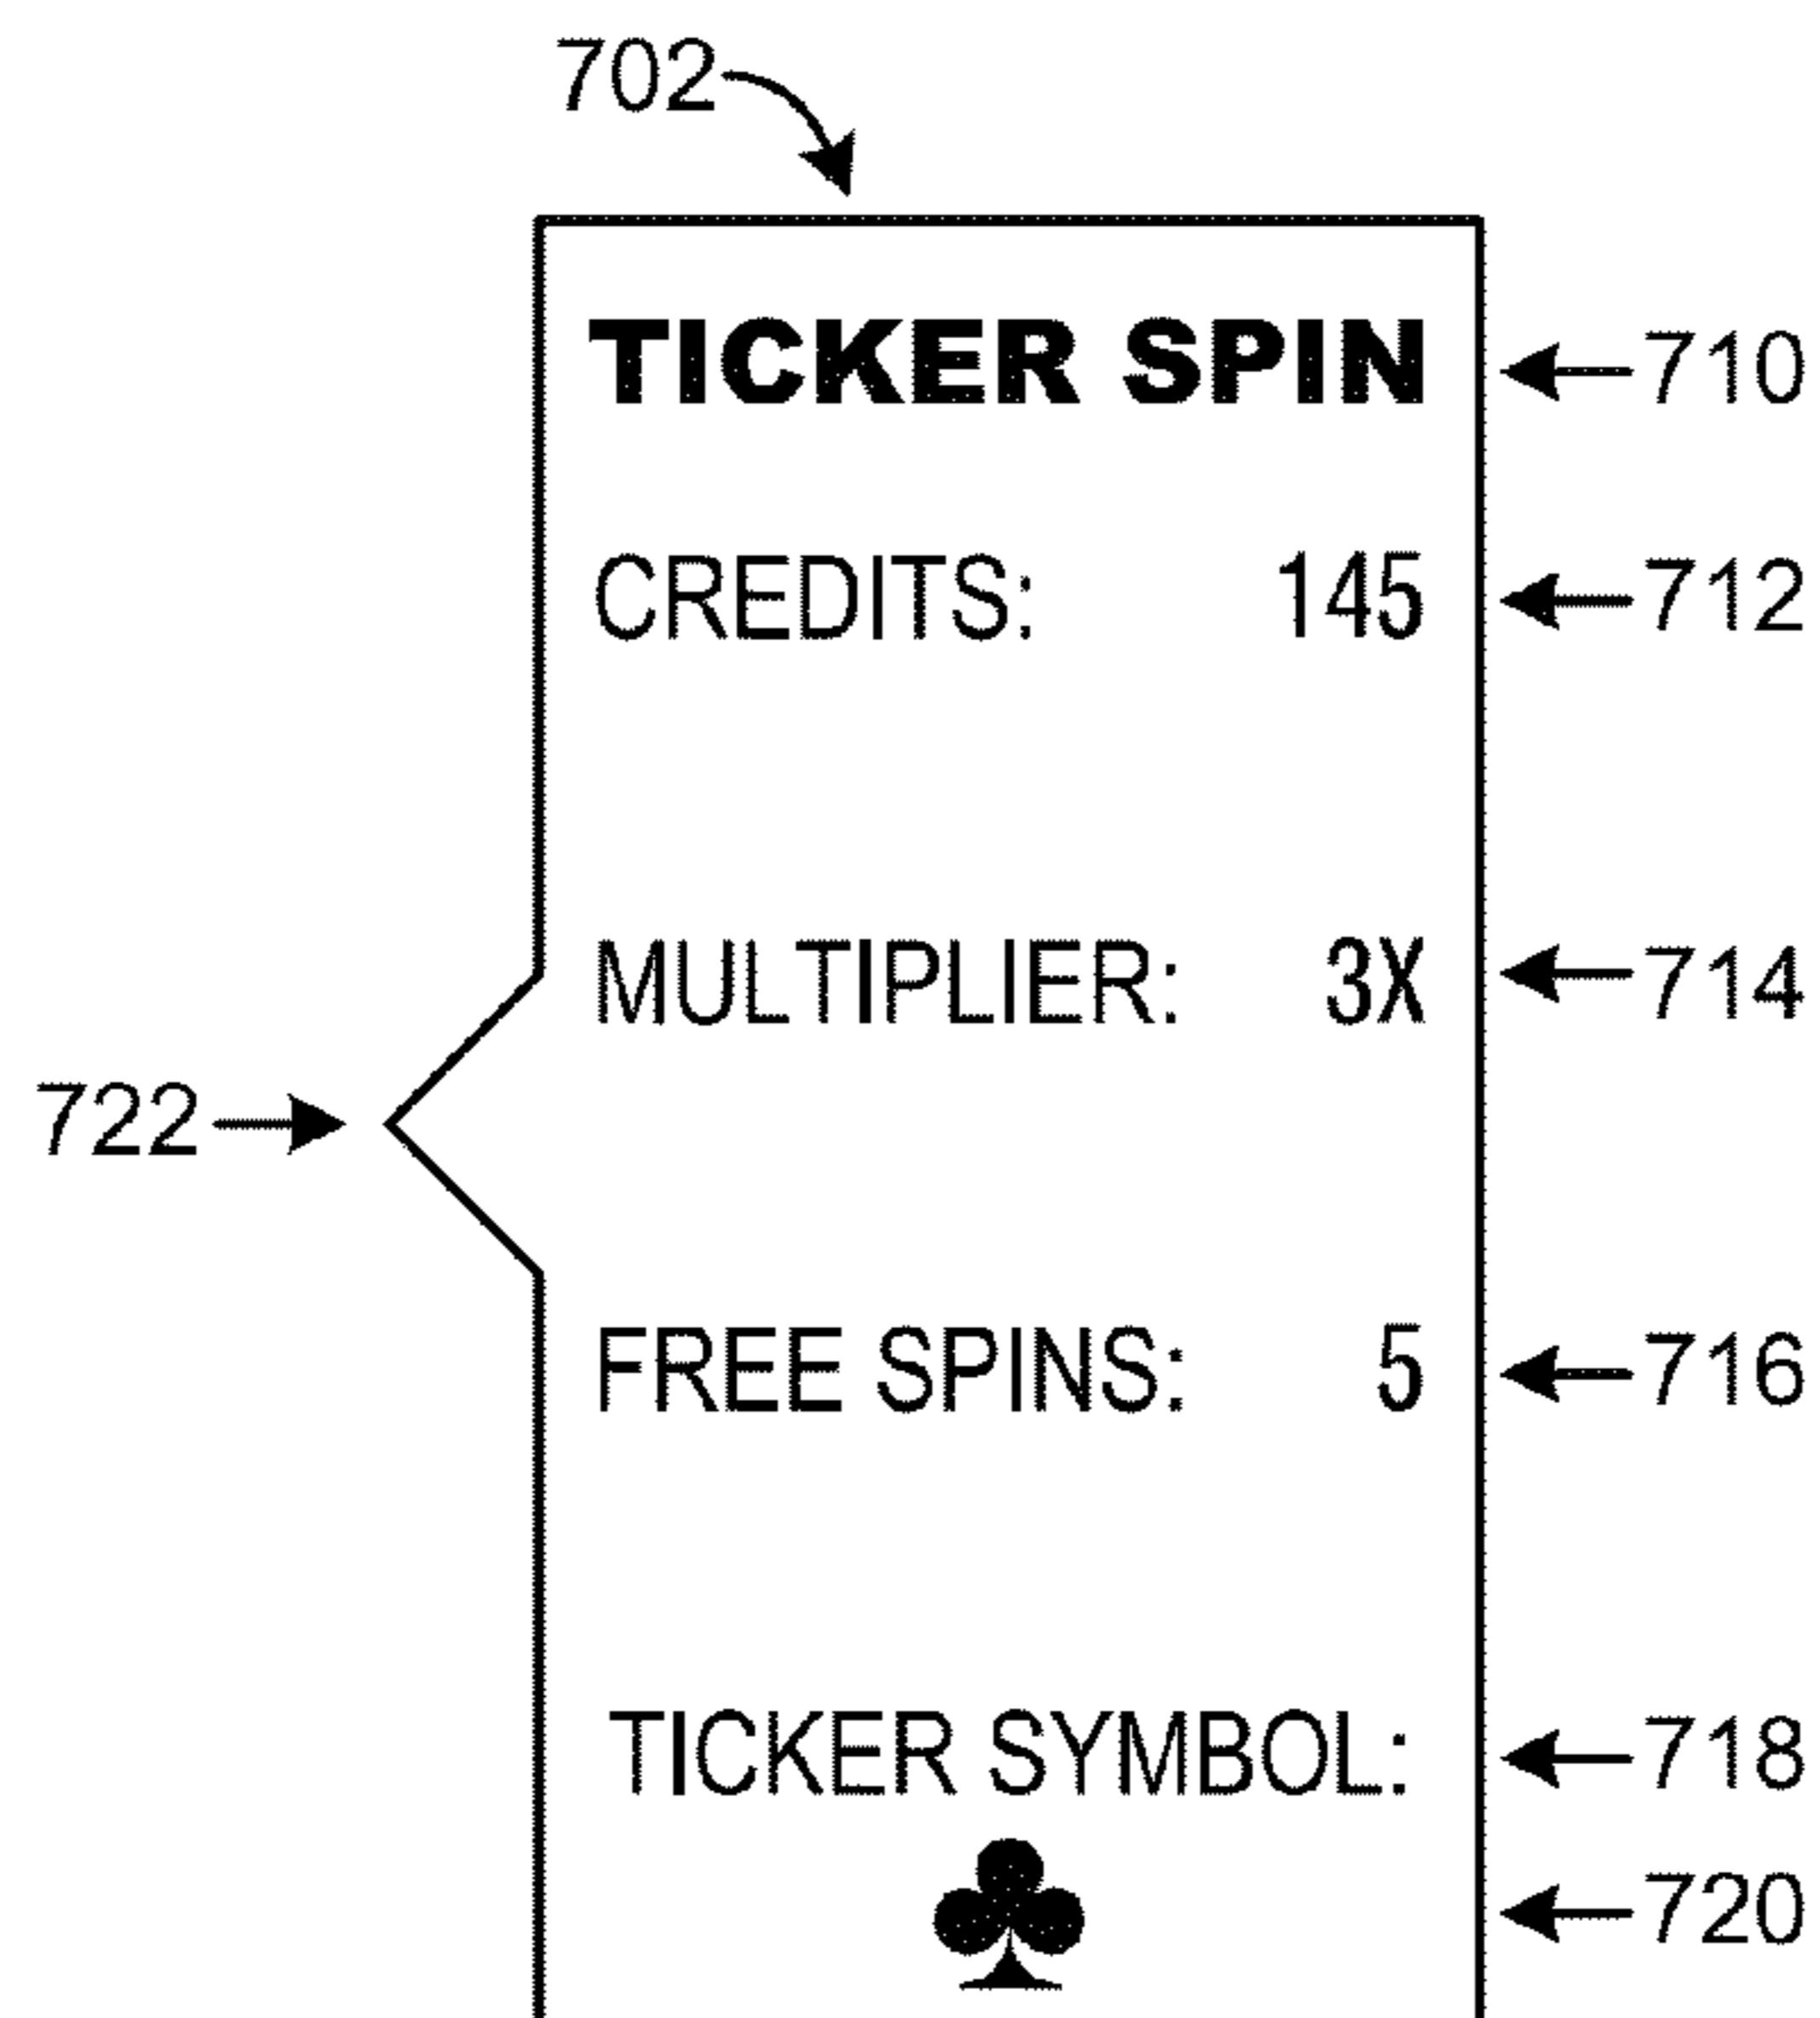 702
TICKER SPIN 710
CREDITS: 145 712
MULTIPLIER: 3X 714
722
FREE SPINS: 5 716
TICKER SYMBOL: 718
720